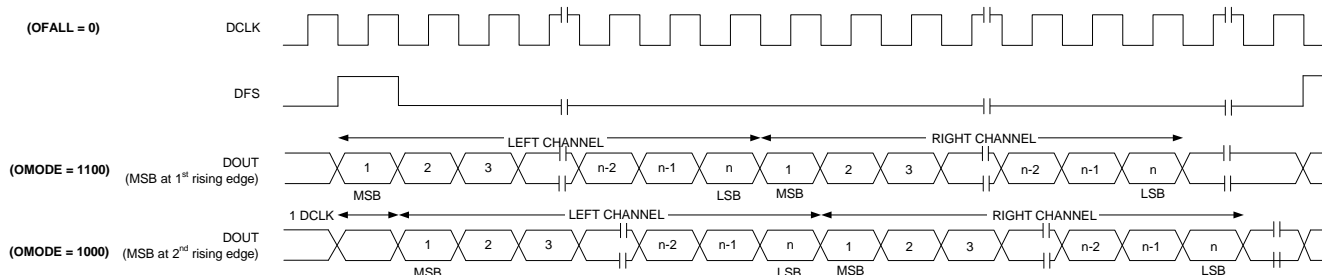 (OFALL = 0) DCLK
DFS
LEFT CHANNEL RIGHT CHANNEL
(OMODE = 1100) DOUT 1 2 3 n-2 n-1 n 1 2 3 n-2 n-1 n
(MSB at 1st rising edge)
MSB LSB MSB LSB
1 DCLK LEFT CHANNEL RIGHT CHANNEL
(OMODE = 1000) DOUT 1 2 3 n-2 n-1 n 1 2 3 n-2 n-1 n
(MSB at 2nd rising edge)
MSB LSB MSB LSB